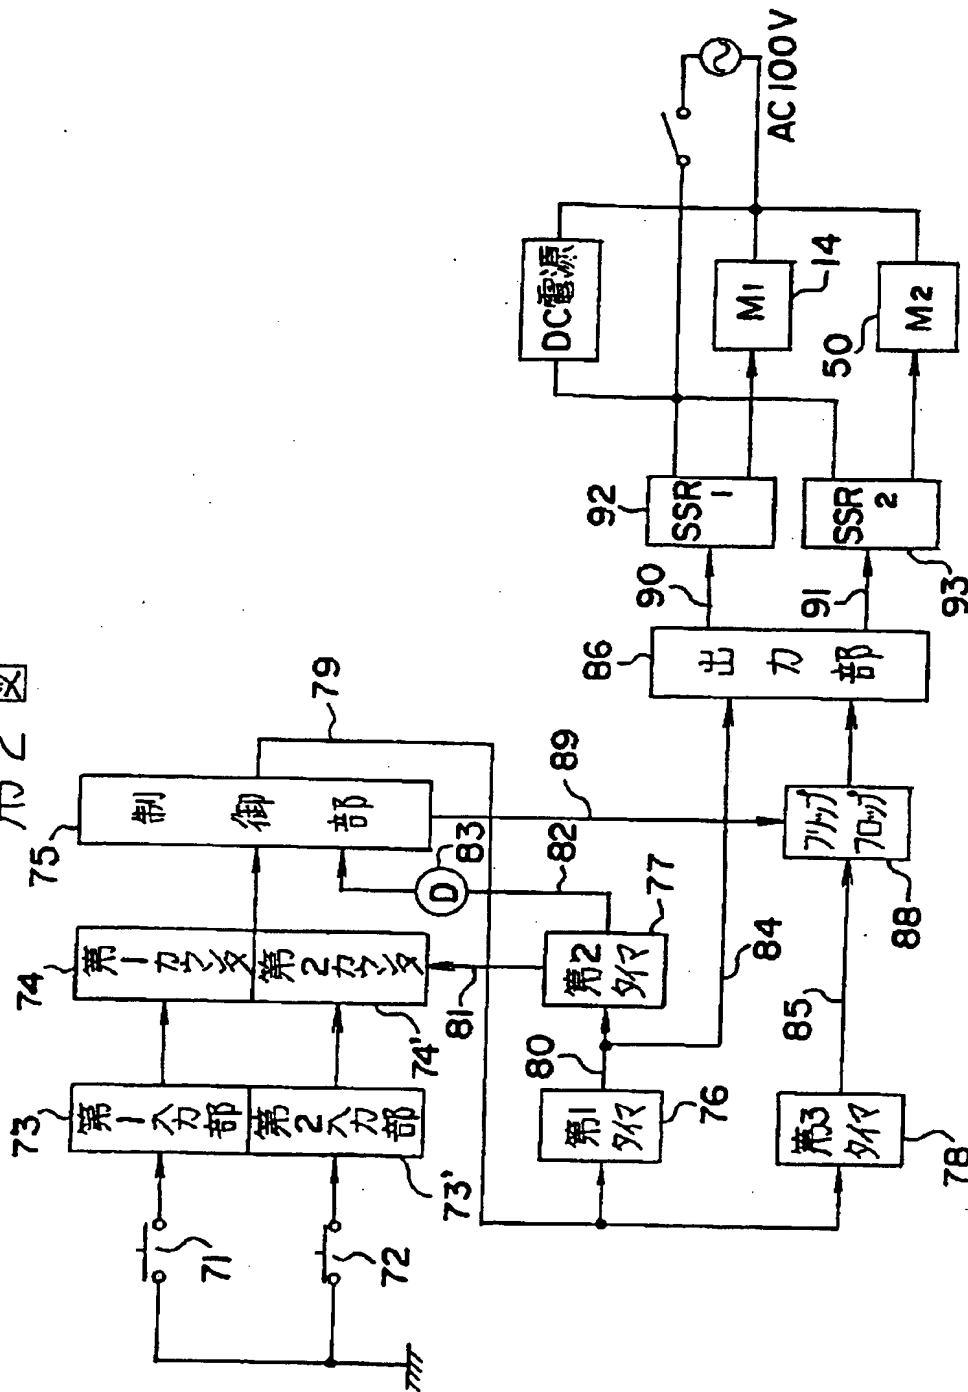 第2図
71
72
73
第1入力部
第2入力部
73'
74
第1カウンタ
第2カウンタ
74'
75
制御部
79
81
D
83
82
89
第1タイマ
76
80
第2タイマ
77
84
第3タイマ
78
85
フリップ
フロップ
88
86
出力部
90
91
92
SSR
1
SSR
2
93
DC電源
M1
14
50
M2
AC100V